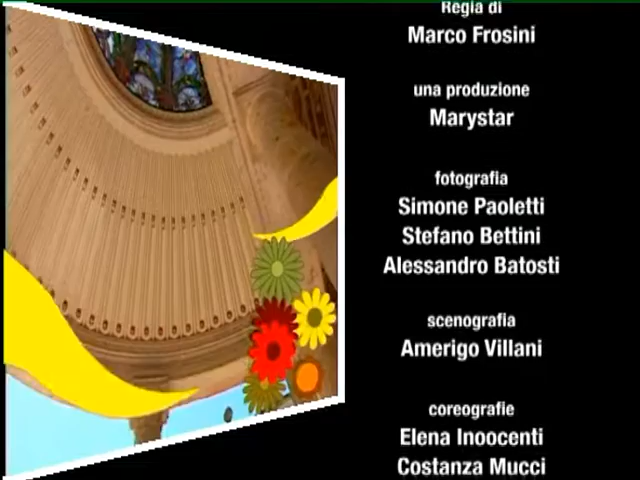 Regia di
Marco Frosini
una produzione
Marystar
fotografia
Simone Paoletti
Stefano Bettini
Alessandro Batosti
scenografia
Amerigo Villani
coreografie
Elena Inoocenti
Costanza Mucci